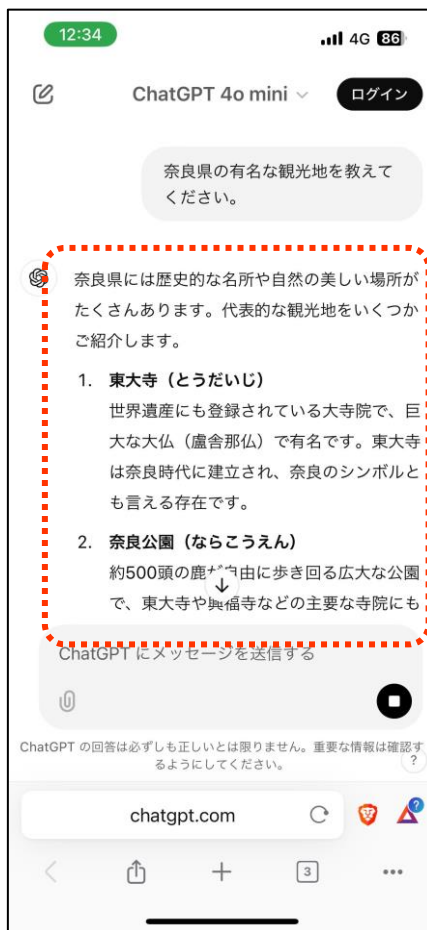 12:34
4G 86
ChatGPT 4o mini
ログイン
奈良県の有名な観光地を教えて
ください。
奈良県には歴史的な名所や自然の美しい場所が
たくさんあります。代表的な観光地をいくつか
ご紹介します。
1. 東大寺（とうだいじ）
世界遺産にも登録されている大寺院で、巨
大な大仏（盧舎那仏）で有名です。東大寺
は奈良時代に建立され、奈良のシンボルと
も言える存在です。
2. 奈良公園（ならこうえん）
約500頭の鹿が自由に歩き回る広大な公園
で、東大寺や興福寺などの主要な寺院にも
ChatGPT にメッセージを送信する
ChatGPT の回答は必ずしも正しいとは限りません。重要な情報は確認す
るようにしてください。
?
chatgpt.com
?
3